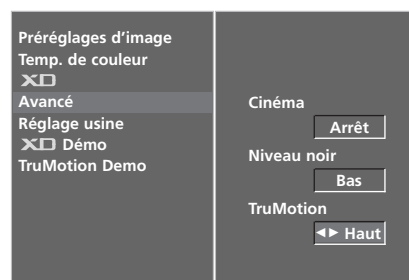 Préréglages d'image
Temp. de couleur
XD
Avancé
Réglage usine
XD Démo
TruMotion Demo
Cinéma
Arrêt
Niveau noir
Bas
TruMotion
◄► Haut